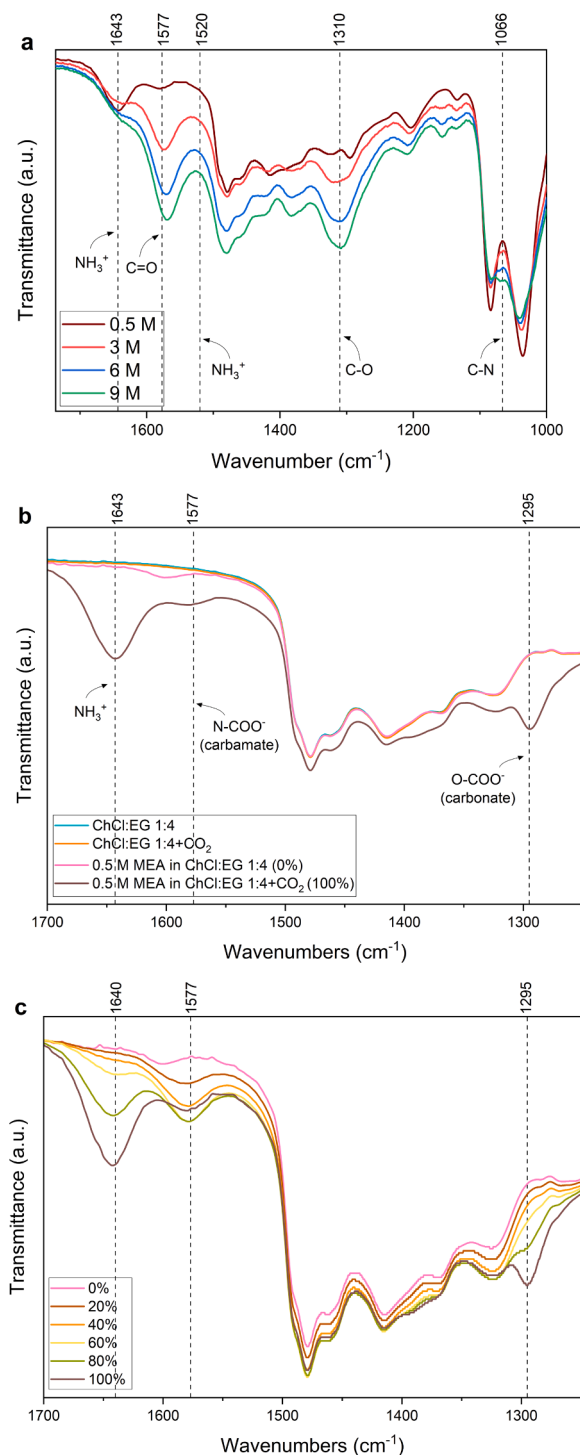 a
1643
1577
1520
1310
1066
Transmittance (a.u.)
NH3+
C=O
NH3+
C-O
C-N
0.5 M
3 M
6 M
9 M
1600
1400
1200
1000
Wavenumber (cm-1)
b
1643
1577
1295
Transmittance (a.u.)
NH3+
N-COO-
(carbamate)
O-COO-
(carbonate)
ChCl:EG 1:4
ChCl:EG 1:4+CO2
0.5 M MEA in ChCl:EG 1:4 (0%)
0.5 M MEA in ChCl:EG 1:4+CO2 (100%)
1700
1600
1500
1400
1300
Wavenumbers (cm-1)
c
1640
1577
1295
Transmittance (a.u.)
0%
20%
40%
60%
80%
100%
1700
1600
1500
1400
1300
Wavenumber (cm-1)